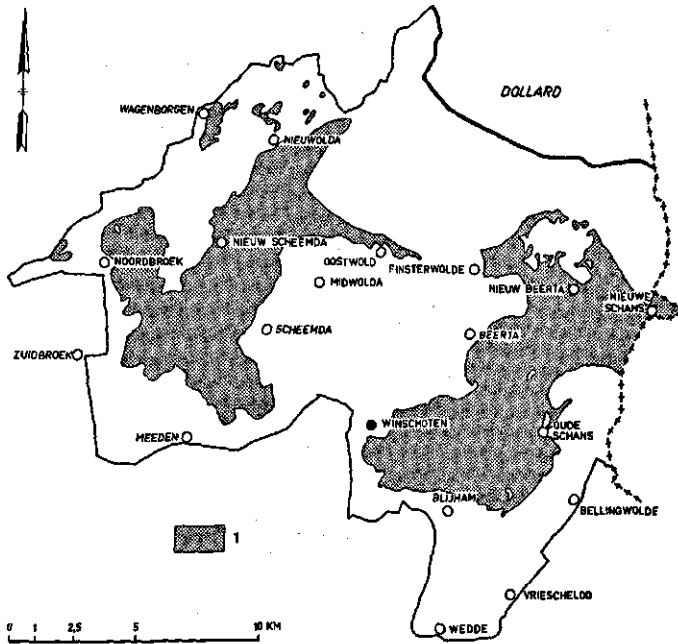 DOLLARD
WAGENBORGEN
NIEUWOLDA
NIEUW SCHEEMDA
NOORDBROEK
OOSTWOLD
FINSTERWOLDE
MIDWOLDA
NIEUW BEERTA
NIEUWE
SCHANS
SCHEEMDA
BEERTA
ZUIDBROEK
WINSCHOTEN
OUDE
SCHANS
MEEDEN
BLIJHAM
BELLINGWOLDE
1
VRIESCHELOO
WEDDE
0 1 2,5 5 10 KM